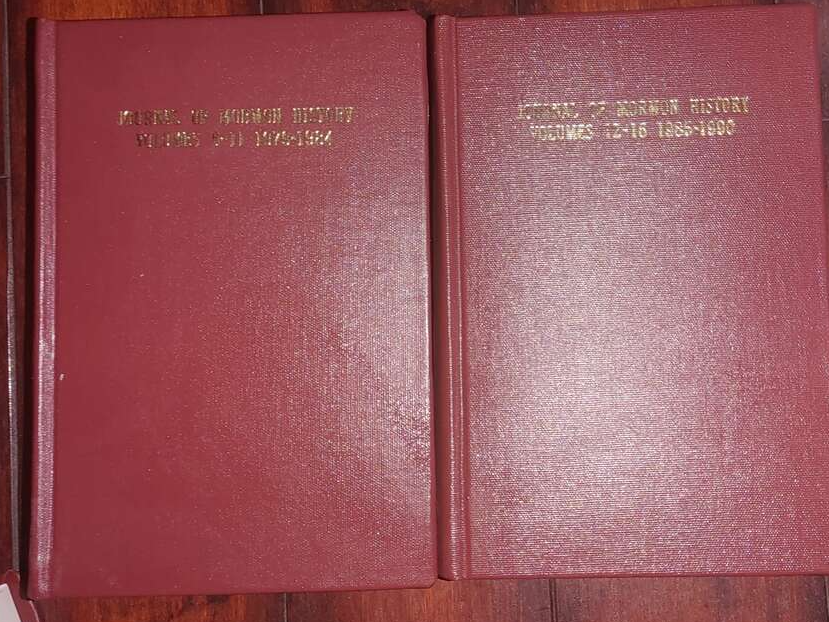 JOURNAL OF MORMON HISTORY
VOLUMES 1984
JOURNAL OF MORMON HISTORY
VOLUMES 12-16 1985-1990